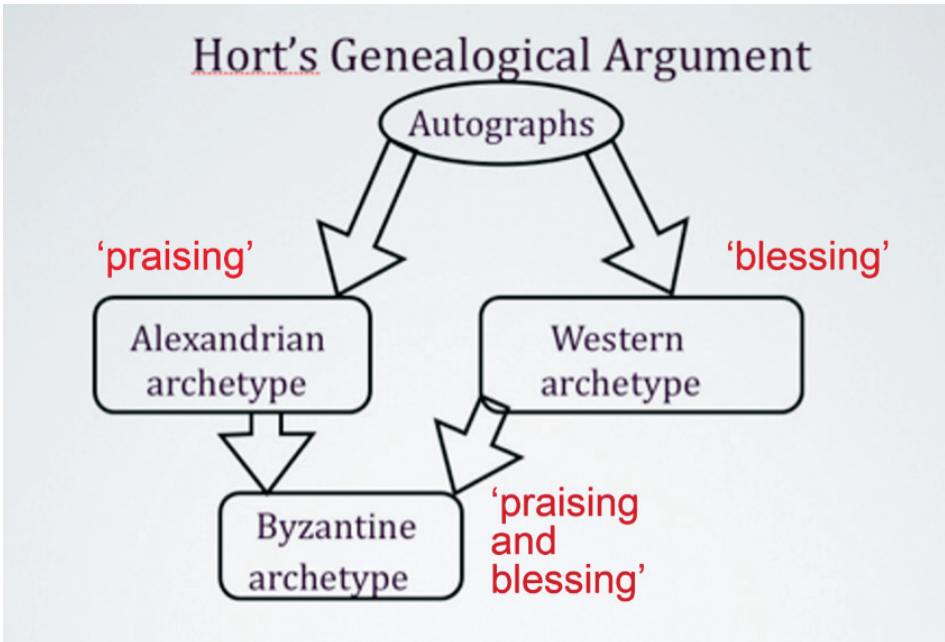 Hort's Genealogical Argument
Autographs
‘praising’
‘blessing’
Alexandrian
archetype
Western
archetype
Byzantine
archetype
‘praising
and
blessing’